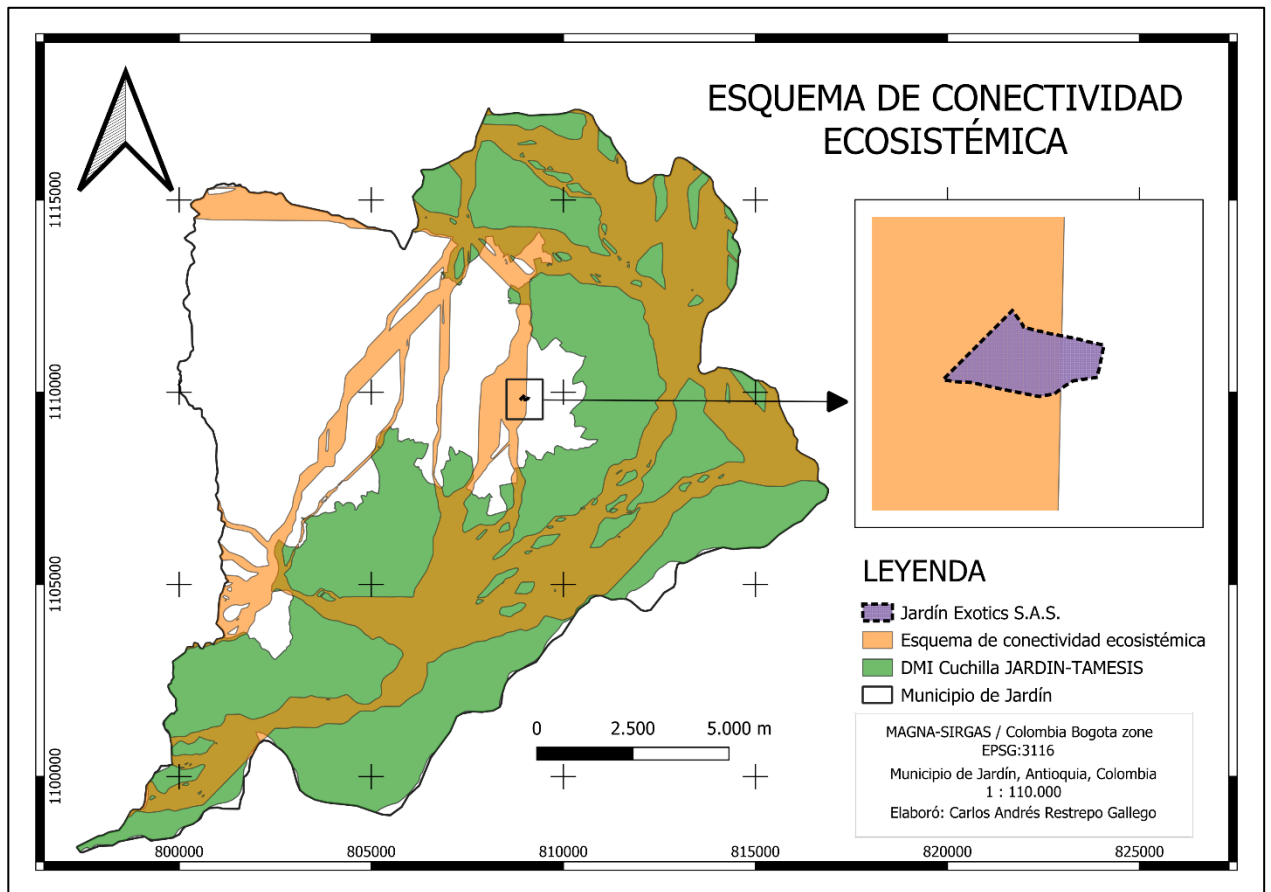 ESQUEMA DE CONECTIVIDAD
ECOSISTÉMICA
1115000
1110000
1105000
1100000
0 2.500 5.000 m
LEYENDA
Jardín Exotics S.A.S.
Esquema de conectividad ecosistémica
DMI Cuchilla JARDIN-TAMESIS
Municipio de Jardín
MAGNA-SIRGAS / Colombia Bogota zone
EPSG:3116
Municipio de Jardín, Antioquia, Colombia
1 : 110.000
Elaboró: Carlos Andrés Restrepo Gallego
800000 805000 810000 815000 820000 825000